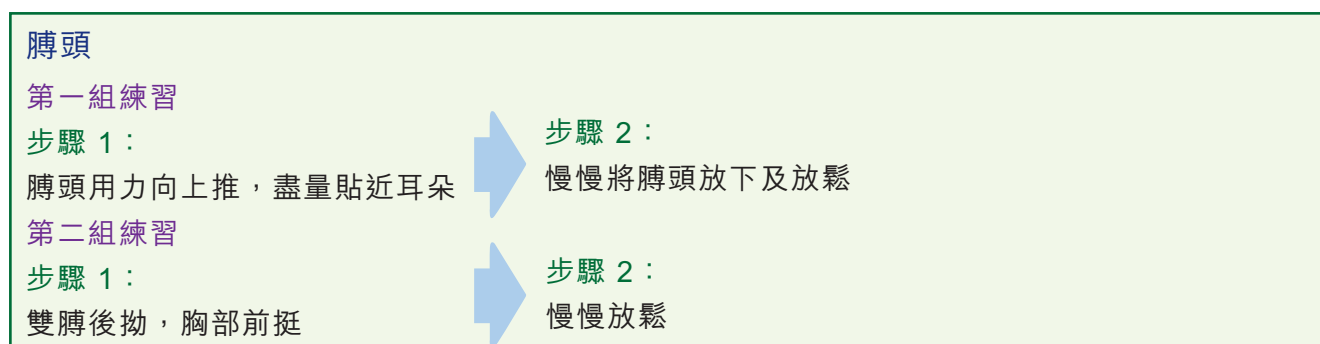 膊頭
第一組練習
步驟 1：
膊頭用力向上推，盡量貼近耳朵
步驟 2：
慢慢將膊頭放下及放鬆
第二組練習
步驟 1：
雙膊後拗，胸部前挺
步驟 2：
慢慢放鬆